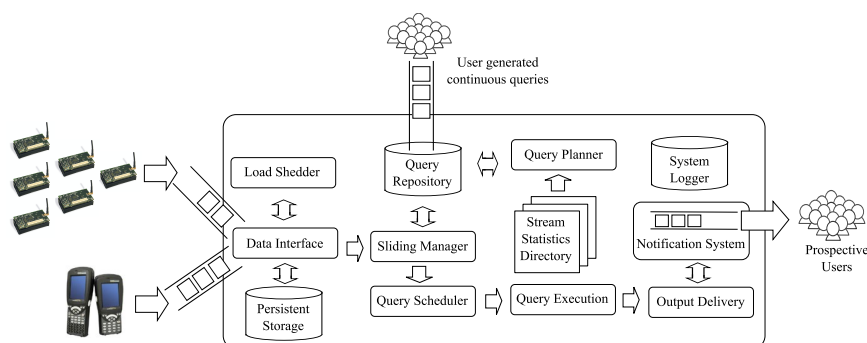 User generated
continuous queries
Load Shedder
Query
Repository
Query Planner
System
Logger
Data Interface
Sliding Manager
Stream
Statistics
Directory
Notification System
Prospective
Users
Persistent
Storage
Query Scheduler
Query Execution
Output Delivery